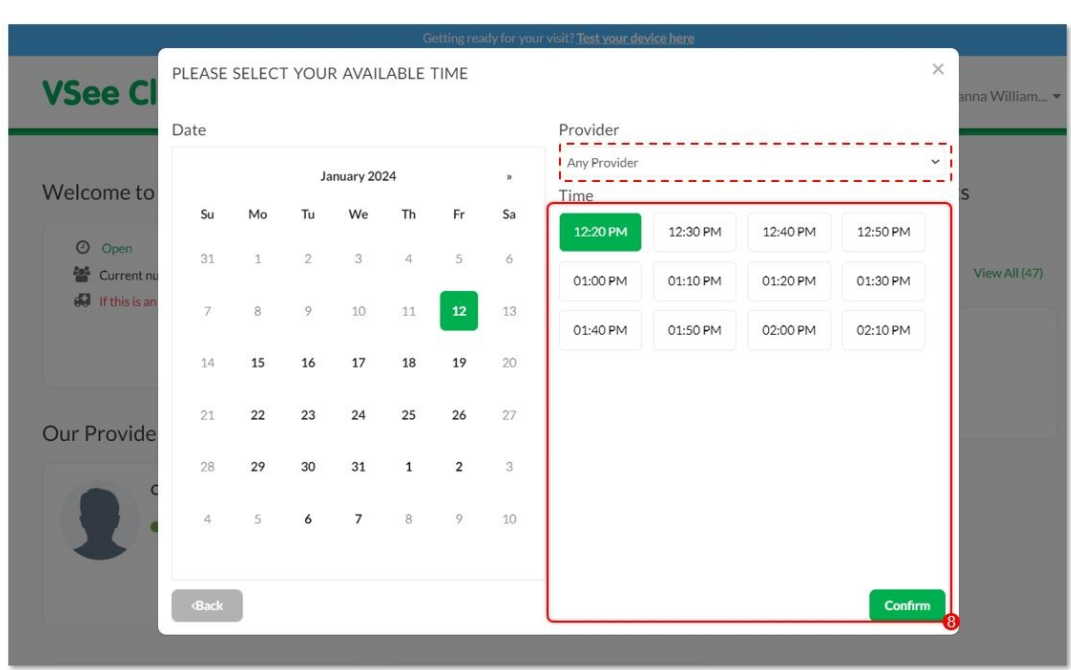 Getting ready for your visit? Test your device here
PLEASE SELECT YOUR AVAILABLE TIME ×
VSee Cl
anna William...
Date
Provider
Any Provider
January 2024 »
Welcome to
Time
s
Su Mo Tu We Th Fr Sa
12:20 PM 12:30 PM 12:40 PM 12:50 PM
Open
31 1 2 3 4 5 6
Current nu
View All (47)
01:00 PM 01:10 PM 01:20 PM 01:30 PM
If this is an
7 8 9 10 11 12 13
01:40 PM 01:50 PM 02:00 PM 02:10 PM
14 15 16 17 18 19 20
21 22 23 24 25 26 27
Our Provide
28 29 30 31 1 2 3
4 5 6 7 8 9 10
‹Back
Confirm
8